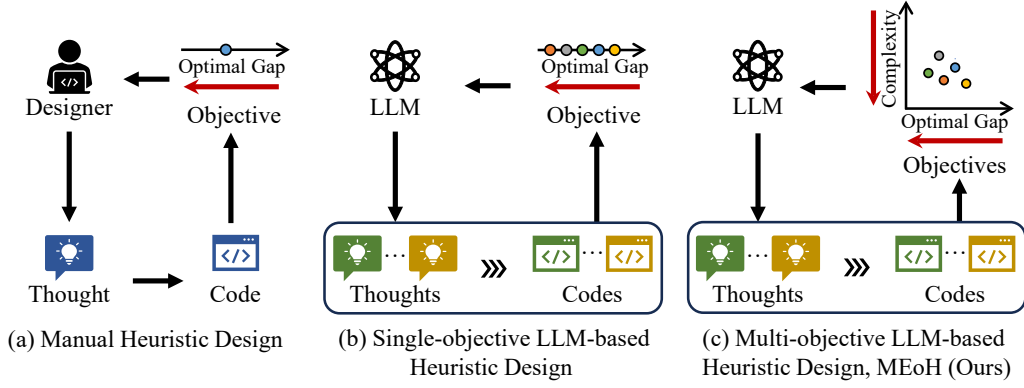 Designer
Optimal Gap
Objective
Thought
Code
(a) Manual Heuristic Design
LLM
Optimal Gap
Objective
Thoughts
Codes
(b) Single-objective LLM-based
Heuristic Design
LLM
Complexity
Optimal Gap
Objectives
Thoughts
Codes
(c) Multi-objective LLM-based
Heuristic Design, MEoH (Ours)